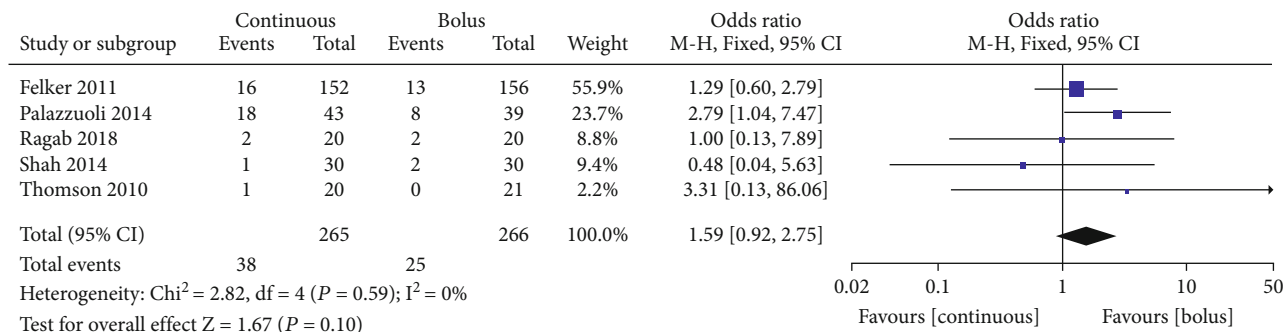 Continuous Bolus Odds ratio Odds ratio
Study or subgroup Events Total Events Total Weight M-H, Fixed, 95% CI M-H, Fixed, 95% CI
Felker 2011 16 152 13 156 55.9% 1.29 [0.60, 2.79]
Palazzuoli 2014 18 43 8 39 23.7% 2.79 [1.04, 7.47]
Ragab 2018 2 20 2 20 8.8% 1.00 [0.13, 7.89]
Shah 2014 1 30 2 30 9.4% 0.48 [0.04, 5.63]
Thomson 2010 1 20 0 21 2.2% 3.31 [0.13, 86.06]
Total (95% CI) 265 266 100.0% 1.59 [0.92, 2.75]
Total events 38 25
Heterogeneity: Chi² = 2.82, df = 4 (P = 0.59); I² = 0%
Test for overall effect Z = 1.67 (P = 0.10)
0.02 0.1 1 10 50
Favours [continuous] Favours [bolus]